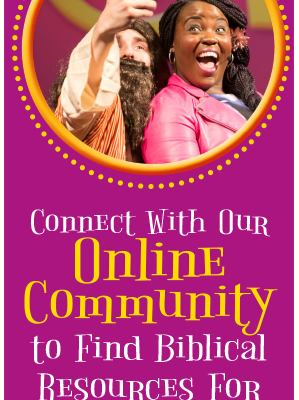 Connect With Our
Online
Community
to Find Biblical
Resources For